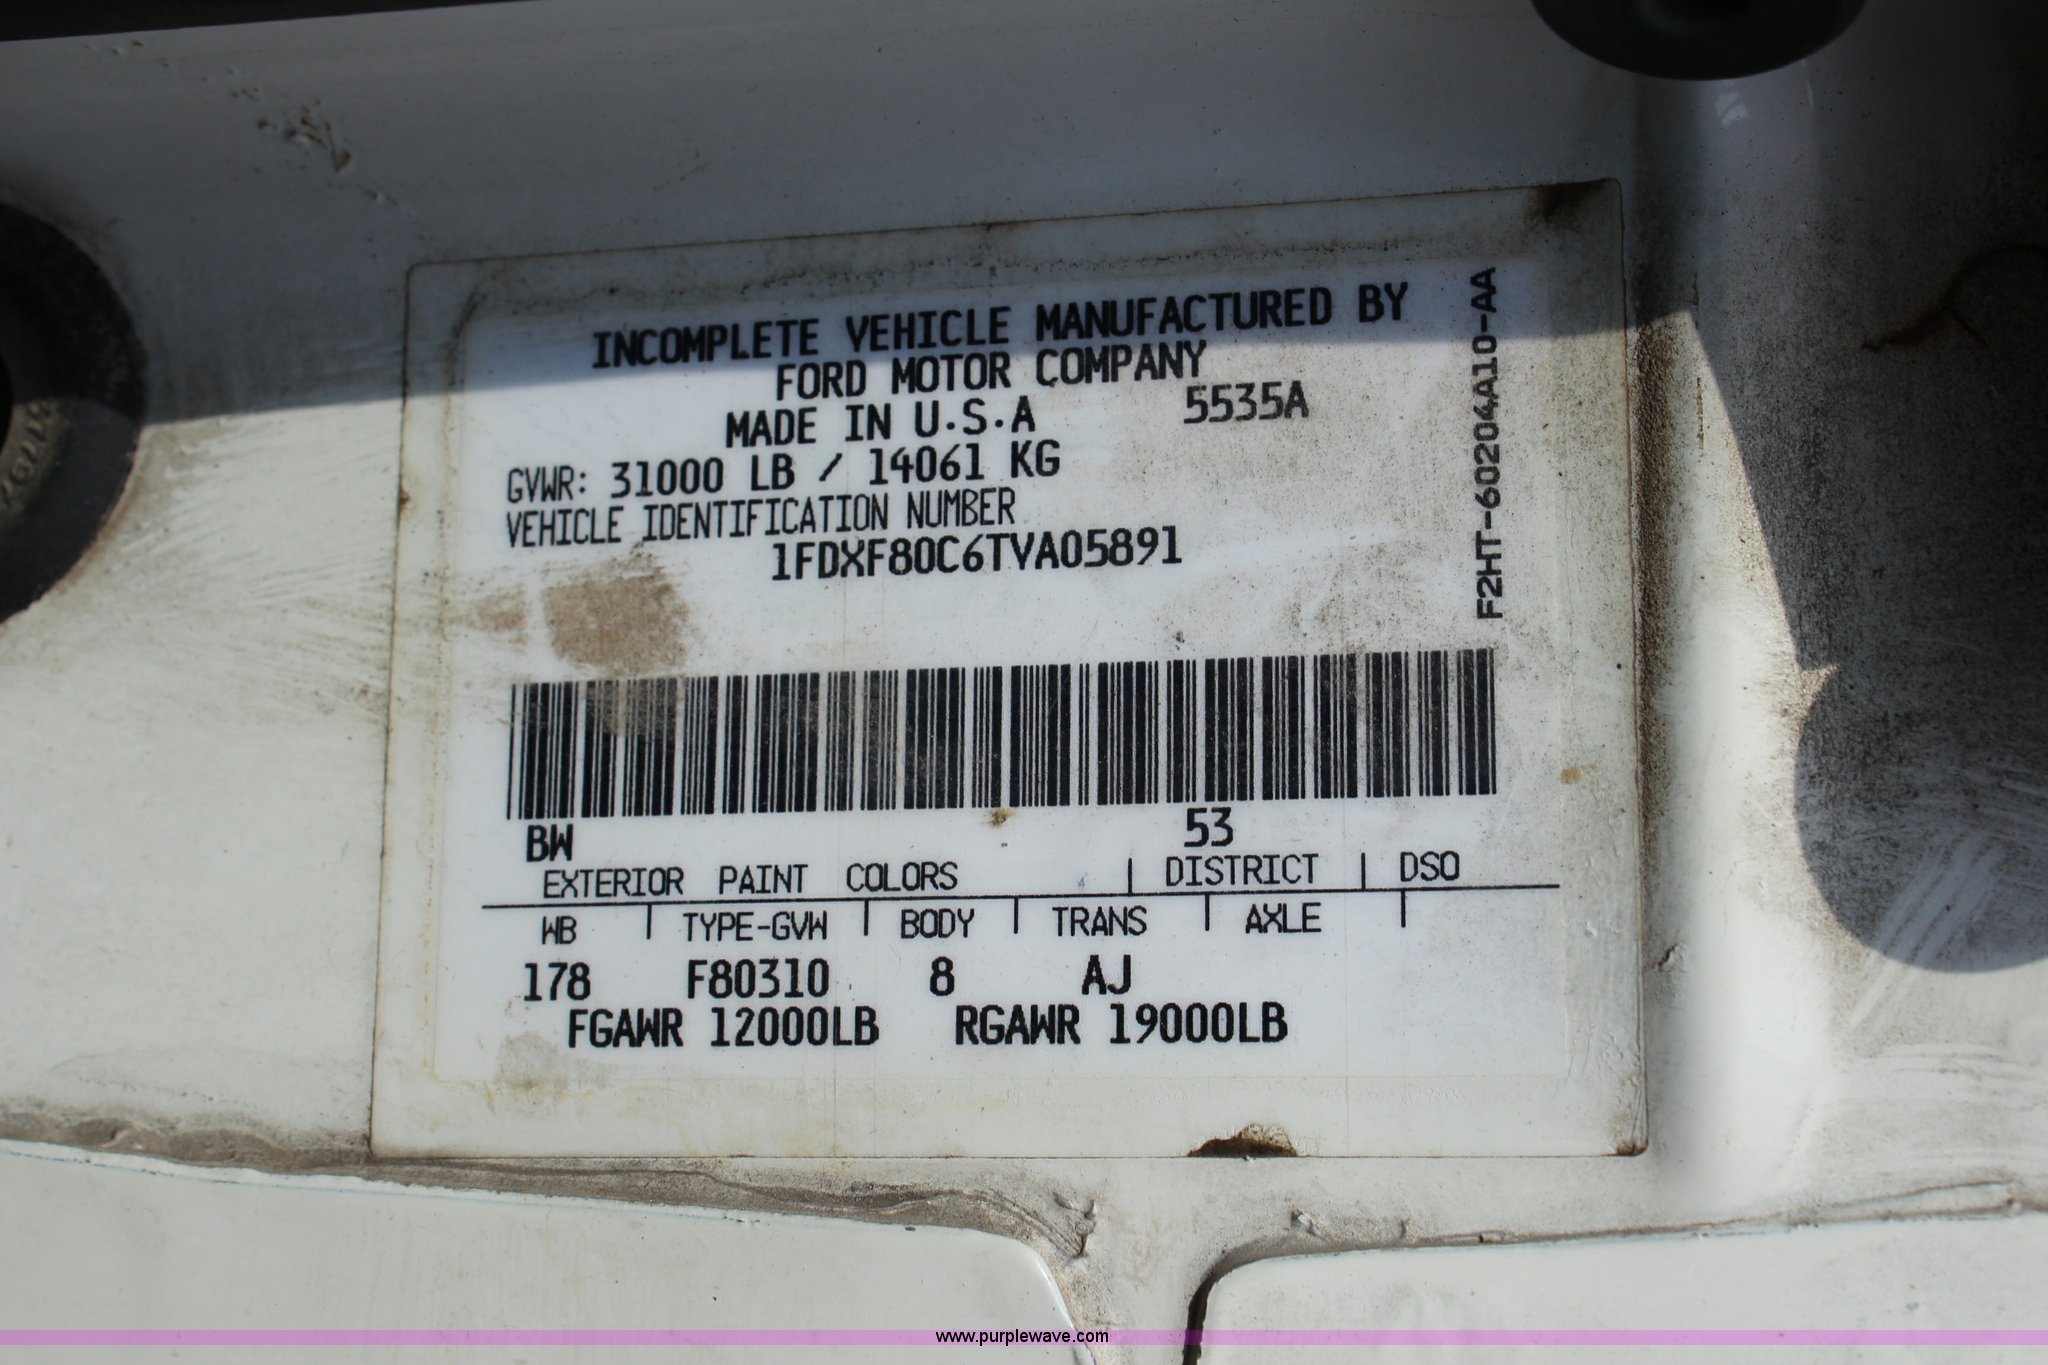 INCOMPLETE VEHICLE MANUFACTURED BY
FORD MOTOR COMPANY
MADE IN U.S.A 5535A
GVWR: 31000 LB / 14061 KG
VEHICLE IDENTIFICATION NUMBER
1FDXF80C6TVA05891
F2HT-60204A10-AA
BW 53
EXTERIOR PAINT COLORS | DISTRICT | DSO
WB | TYPE-GVW | BODY | TRANS | AXLE |
178 F80310 8 AJ
FGAWR 12000LB RGAWR 19000LB
www.purplewave.com